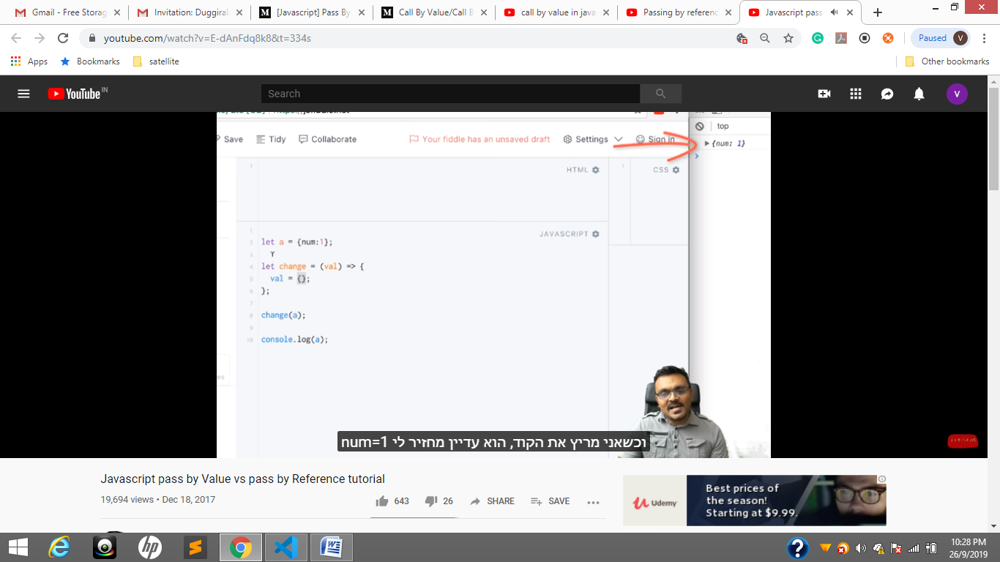 Gmail - Free Storag
Invitation: Duggiral
[Javascript] Pass By
Call By Value/Call B
call by value in java
Passing by referenc
Javascript pass
youtube.com/watch?v=E-dAnFdq8k8&t=334s
Paused
V
Apps
Bookmarks
satellite
Other bookmarks
YouTube IN
Search
V
Save
Tidy
Collaborate
Your fiddle has an unsaved draft
Settings
Sign in
top
{num: 1}
1
HTML
1
CSS
JAVASCRIPT
1
2 let a = {num:1};
3
4 let change = (val) => {
5 val = {};
6 };
7
8 change(a);
9
10 console.log(a);
es
וכשאני מריץ את הקוד, הוא עדיין מחזיר לי num=1
Javascript pass by Value vs pass by Reference tutorial
19,694 views • Dec 18, 2017
643
26
SHARE
SAVE
Udemy
Best prices of
the season!
Starting at $9.99.
10:28 PM
26/9/2019